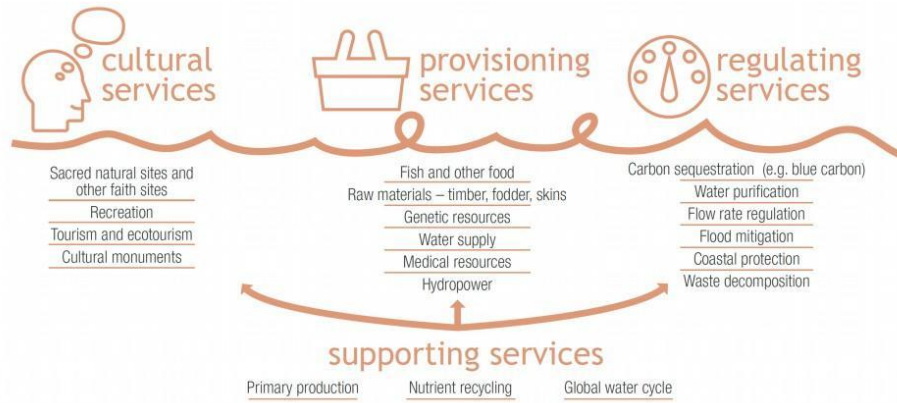 cultural
services
provisioning
services
regulating
services
Sacred natural sites and
other faith sites
Recreation
Tourism and ecotourism
Cultural monuments
Fish and other food
Raw materials – timber, fodder, skins
Genetic resources
Water supply
Medical resources
Hydropower
Carbon sequestration (e.g. blue carbon)
Water purification
Flow rate regulation
Flood mitigation
Coastal protection
Waste decomposition
supporting services
Primary production
Nutrient recycling
Global water cycle